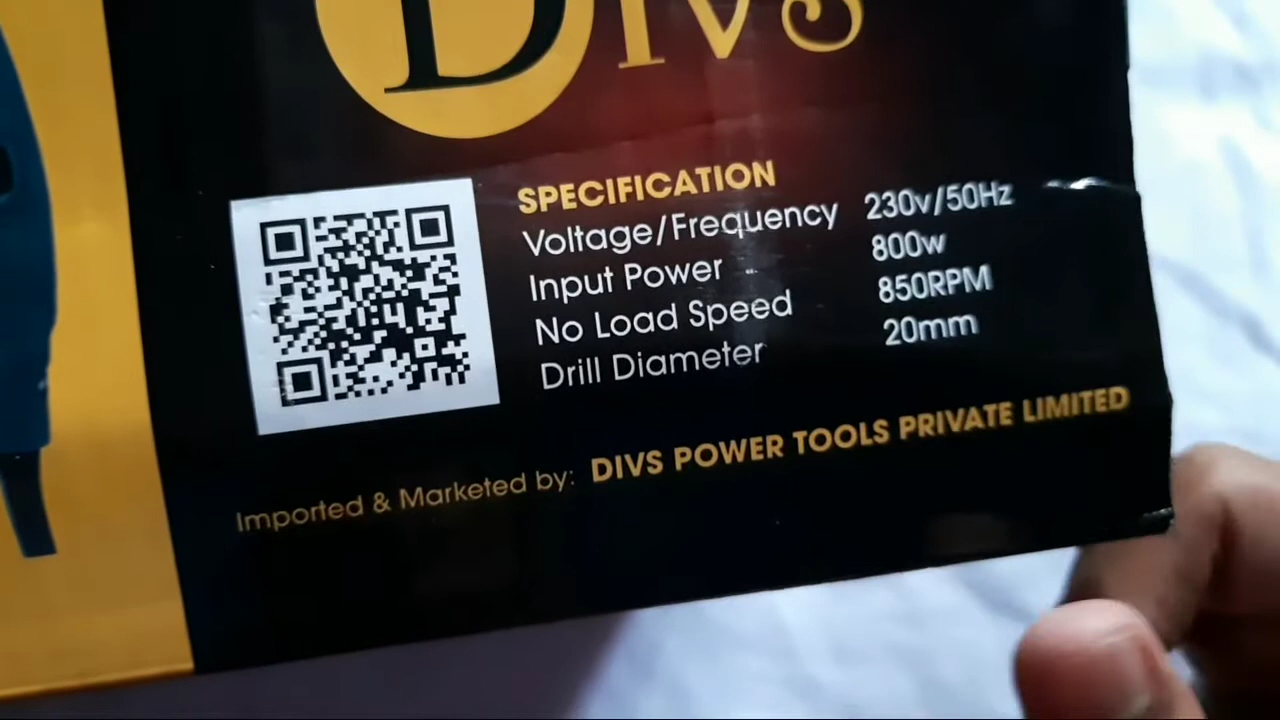 DIVS
SPECIFICATION
Voltage/Frequency 230v/50Hz
Input Power 800w
No Load Speed 850RPM
Drill Diameter 20mm
Imported & Marketed by: DIVS POWER TOOLS PRIVATE LIMITED